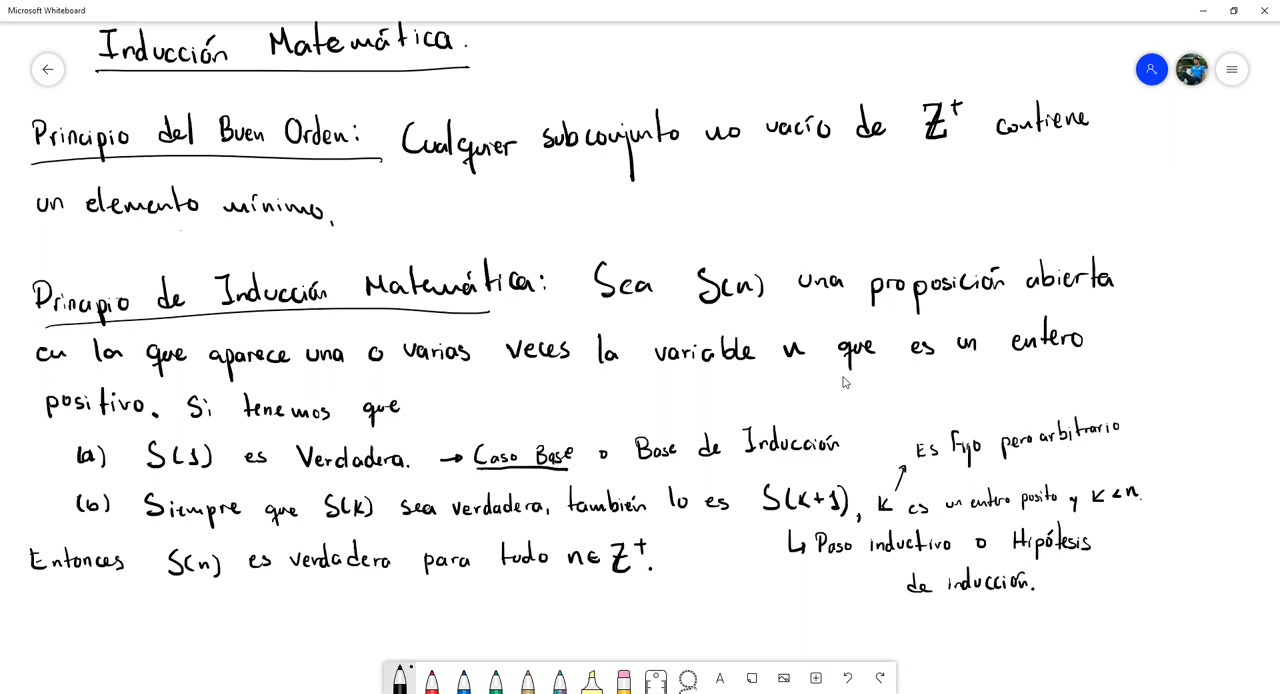 Microsoft Whiteboard
Inducción Matemática.
Principio del Buen Orden: Cualquier subconjunto no vacío de Z⁺ contiene
un elemento mínimo.
Principio de Inducción Matemática: Sea S(n) una proposición abierta
en la que aparece una o varias veces la variable n que es un entero
positivo. Si tenemos que
(a) S(1) es Verdadera. → Caso Base o Base de Inducción
Es Fijo pero arbitrario
(b) Siempre que S(k) sea verdadera, también lo es S(k+1), k es un entero posito y k<n.
↳ Paso inductivo o Hipótesis
de inducción.
Entonces S(n) es verdadera para todo n∈Z⁺.
A